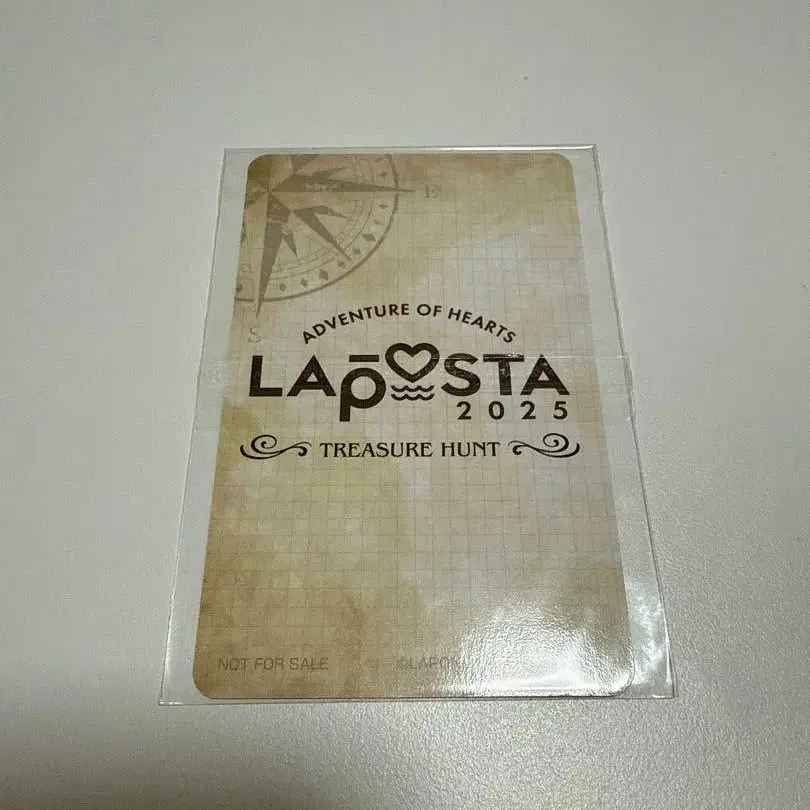 E
S
ADVENTURE OF HEARTS
LAPOSTA
2025
TREASURE HUNT
NOT FOR SALE